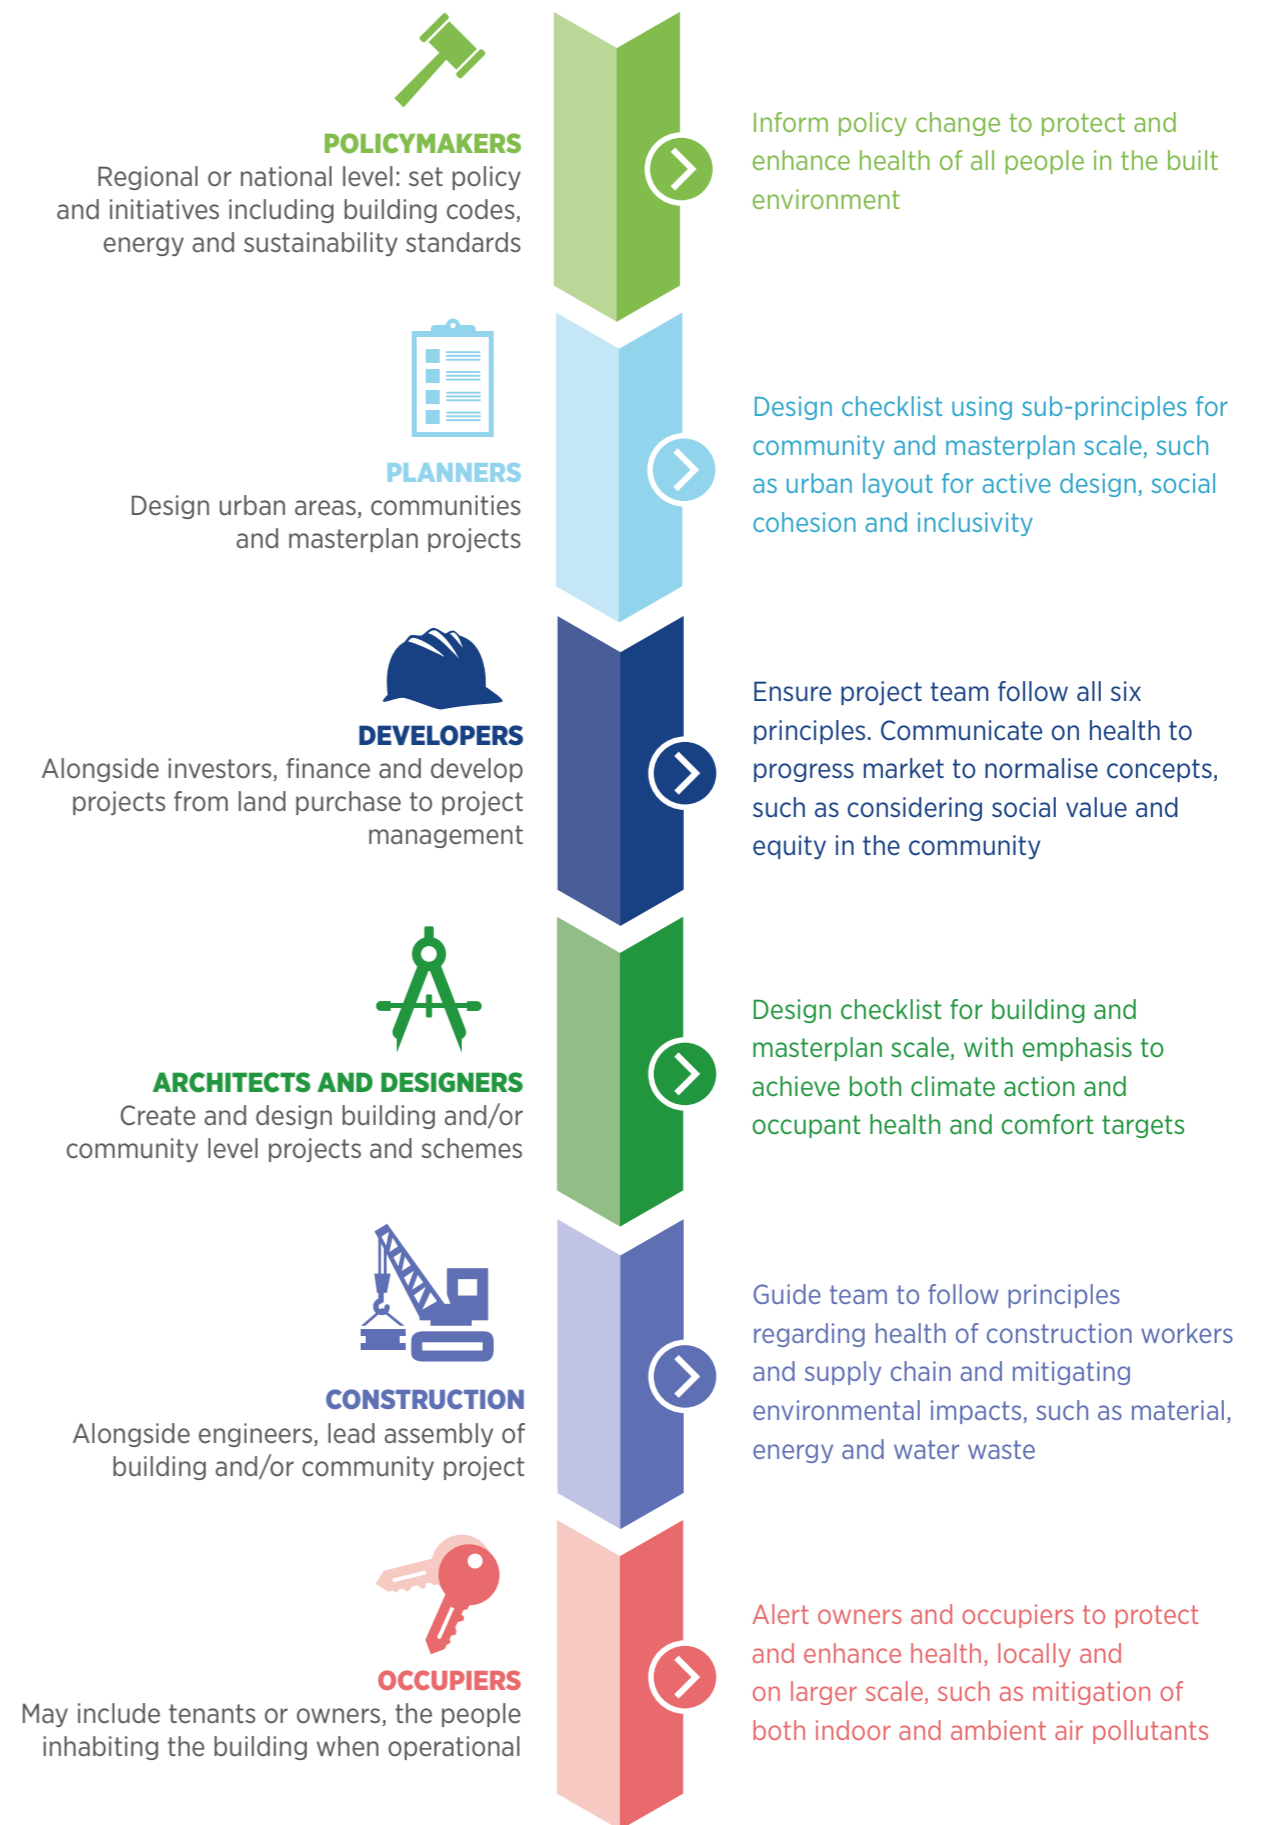 POLICYMAKERS
Regional or national level: set policy
and initiatives including building codes,
energy and sustainability standards
Inform policy change to protect and
enhance health of all people in the built
environment
PLANNERS
Design urban areas, communities
and masterplan projects
Design checklist using sub-principles for
community and masterplan scale, such
as urban layout for active design, social
cohesion and inclusivity
DEVELOPERS
Alongside investors, finance and develop
projects from land purchase to project
management
Ensure project team follow all six
principles. Communicate on health to
progress market to normalise concepts,
such as considering social value and
equity in the community
ARCHITECTS AND DESIGNERS
Create and design building and/or
community level projects and schemes
Design checklist for building and
masterplan scale, with emphasis to
achieve both climate action and
occupant health and comfort targets
CONSTRUCTION
Alongside engineers, lead assembly of
building and/or community project
Guide team to follow principles
regarding health of construction workers
and supply chain and mitigating
environmental impacts, such as material,
energy and water waste
OCCUPIERS
May include tenants or owners, the people
inhabiting the building when operational
Alert owners and occupiers to protect
and enhance health, locally and
on larger scale, such as mitigation of
both indoor and ambient air pollutants